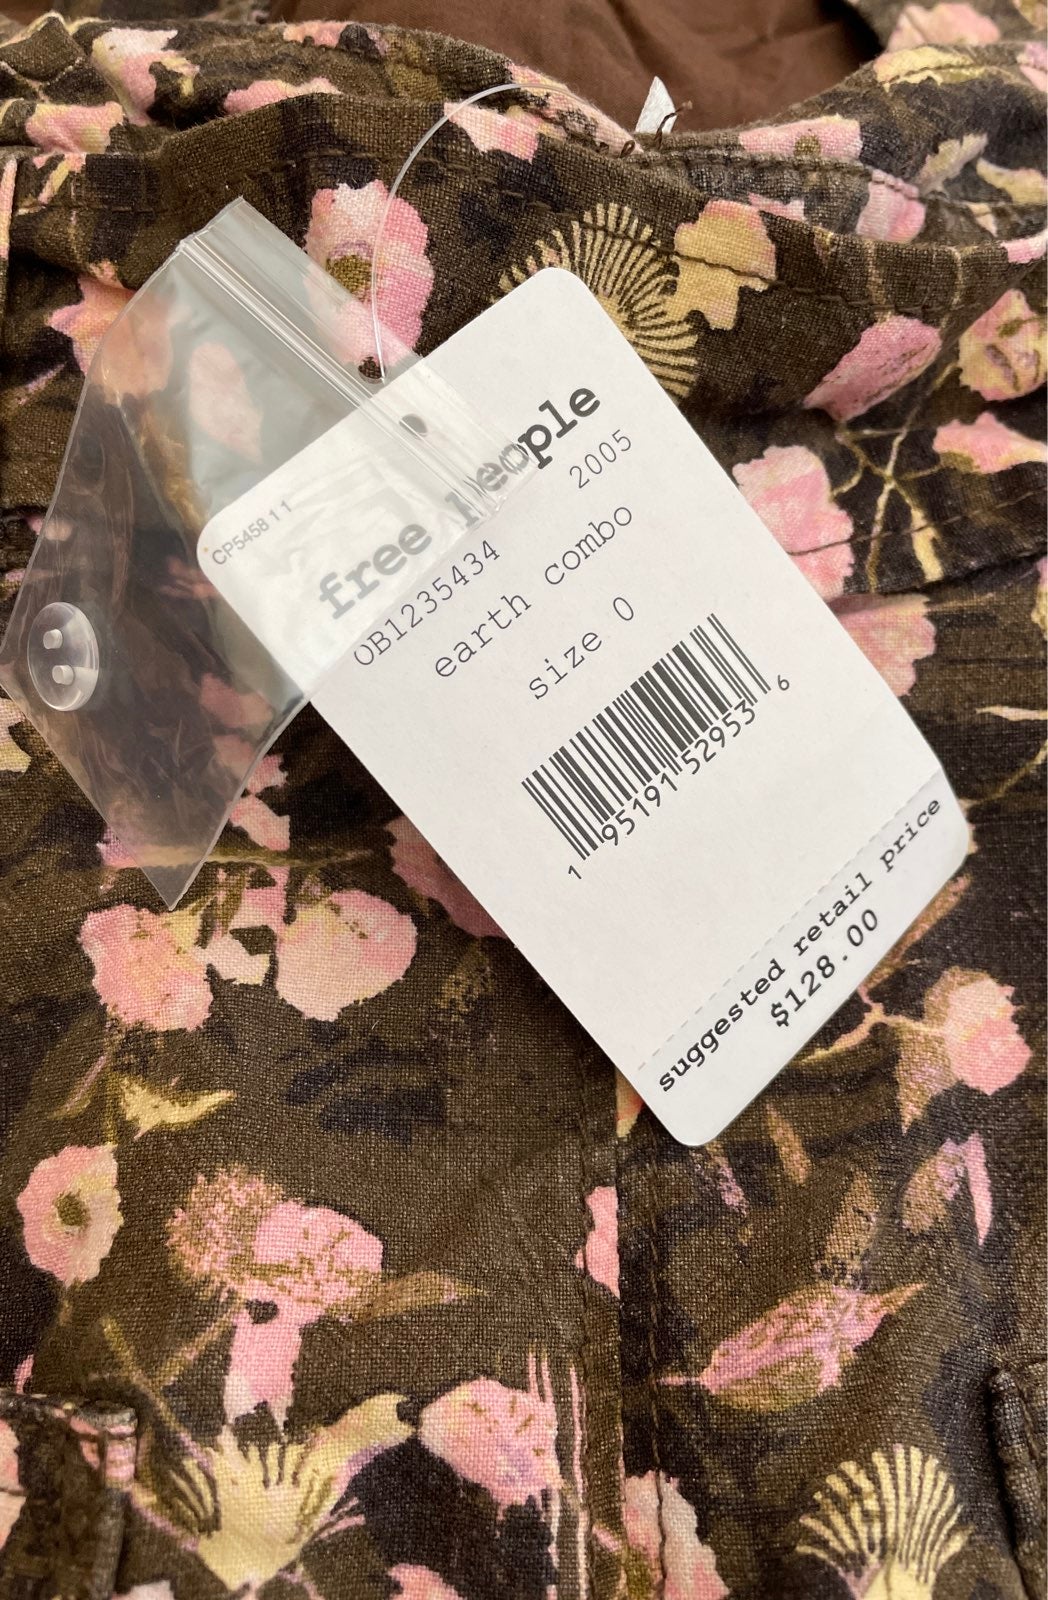 CP5458 1 1
free people
OB1235434 2005
earth combo
size 0
1 95191 52953 6
suggested retail price
$128.00